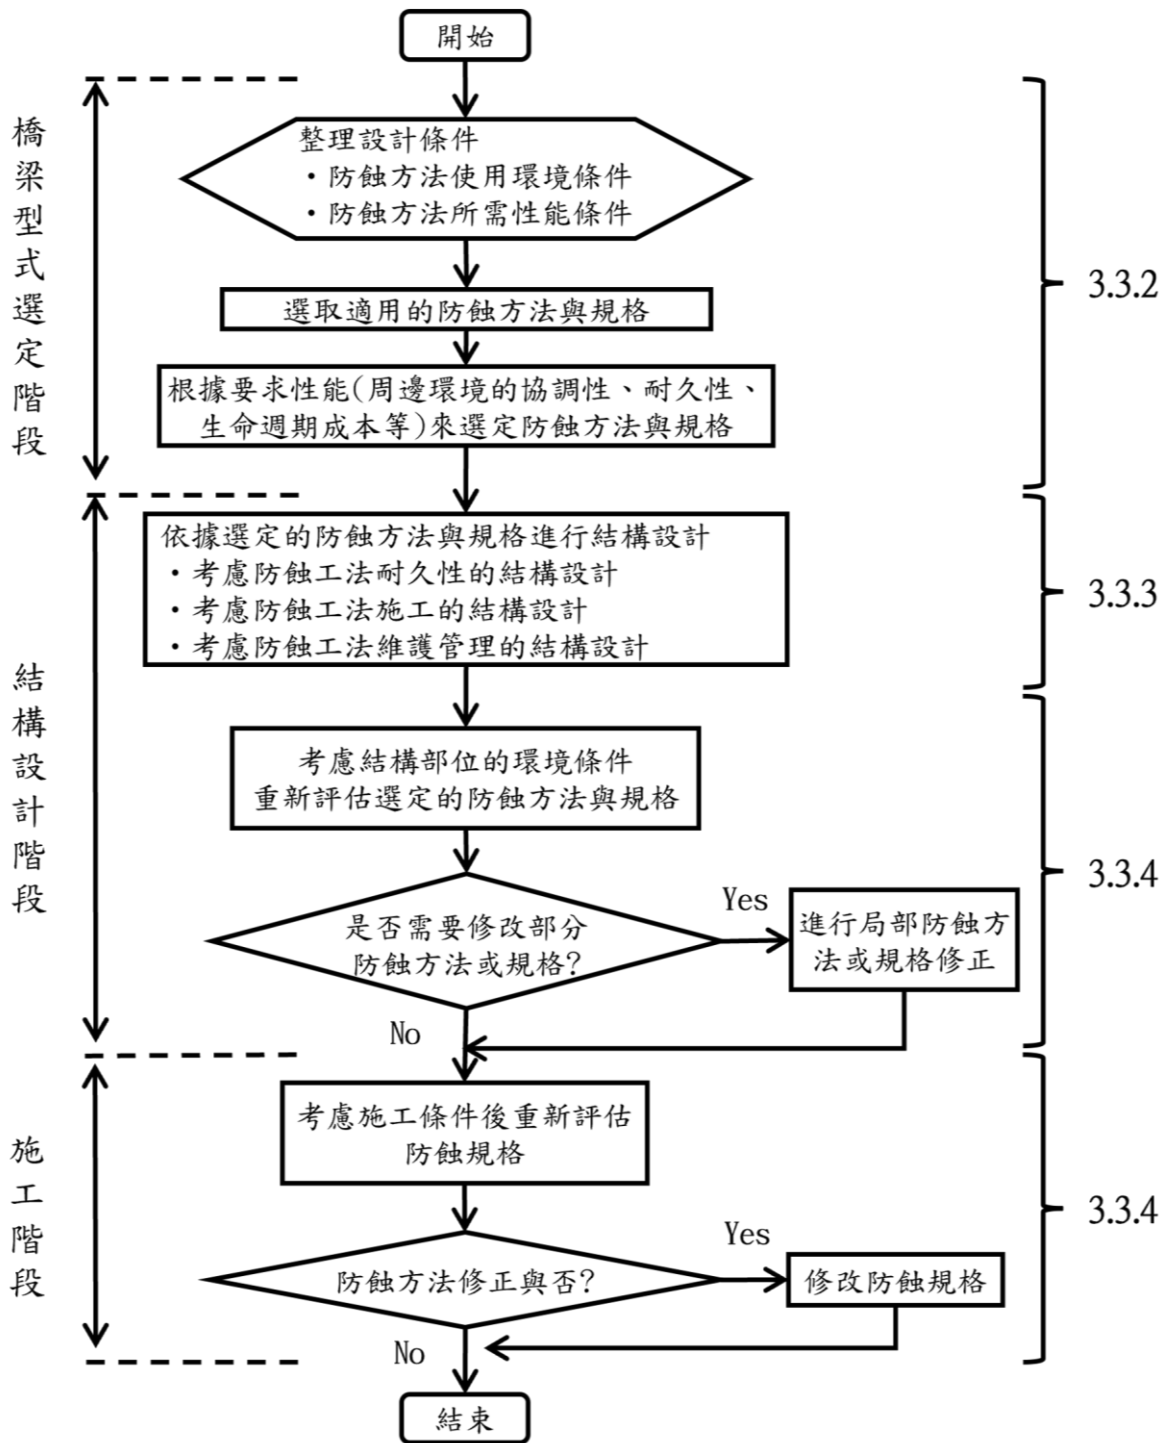 開始
橋梁型式選定階段
整理設計條件
・防蝕方法使用環境條件
・防蝕方法所需性能條件
選取適用的防蝕方法與規格
根據要求性能(周邊環境的協調性、耐久性、
生命週期成本等)來選定防蝕方法與規格
3.3.2
結構設計階段
依據選定的防蝕方法與規格進行結構設計
・考慮防蝕工法耐久性的結構設計
・考慮防蝕工法施工的結構設計
・考慮防蝕工法維護管理的結構設計
3.3.3
考慮結構部位的環境條件
重新評估選定的防蝕方法與規格
是否需要修改部分
防蝕方法或規格?
Yes
進行局部防蝕方
法或規格修正
No
3.3.4
施工階段
考慮施工條件後重新評估
防蝕規格
防蝕方法修正與否?
Yes
修改防蝕規格
No
3.3.4
結束